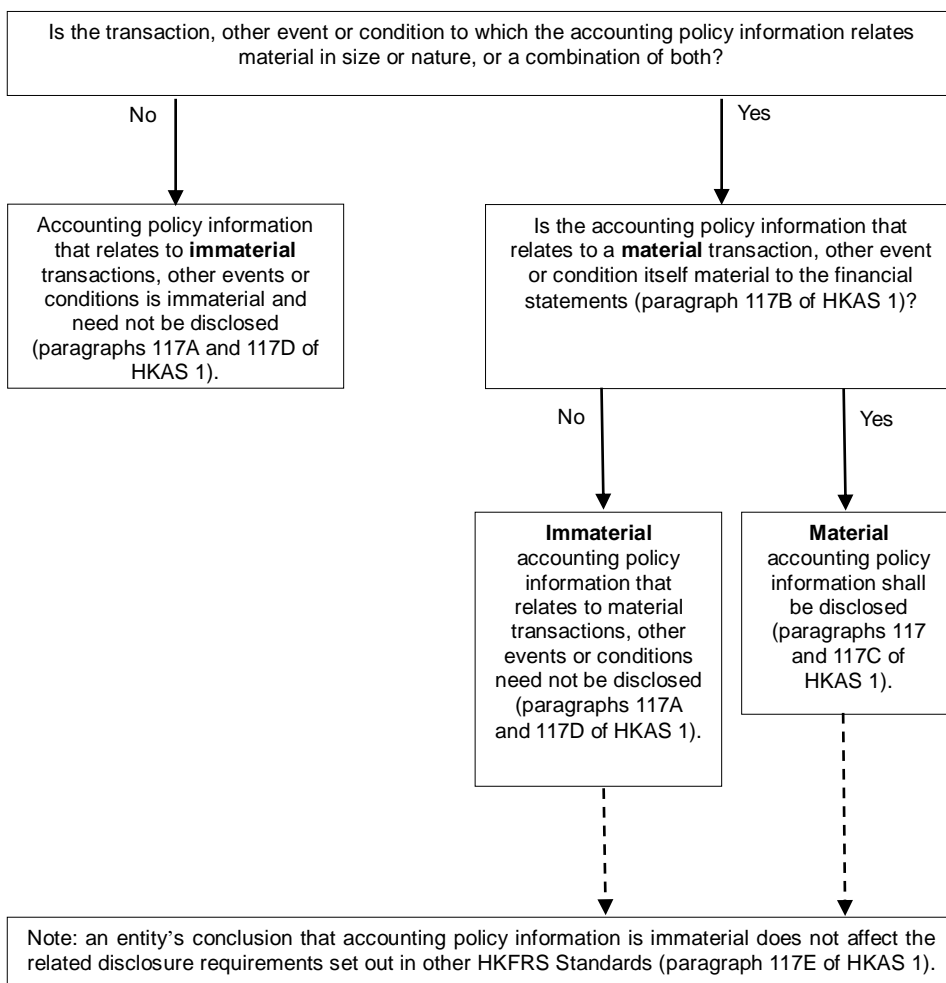 Is the transaction, other event or condition to which the accounting policy information relates
material in size or nature, or a combination of both?
No
Yes
Accounting policy information
that relates to immaterial
transactions, other events or
conditions is immaterial and
need not be disclosed
(paragraphs 117A and 117D of
HKAS 1).
Is the accounting policy information that
relates to a material transaction, other event
or condition itself material to the financial
statements (paragraph 117B of HKAS 1)?
No
Yes
Immaterial
accounting policy
information that
relates to material
transactions, other
events or conditions
need not be disclosed
(paragraphs 117A
and 117D of HKAS 1).
Material
accounting policy
information shall
be disclosed
(paragraphs 117
and 117C of
HKAS 1).
Note: an entity’s conclusion that accounting policy information is immaterial does not affect the
related disclosure requirements set out in other HKFRS Standards (paragraph 117E of HKAS 1).